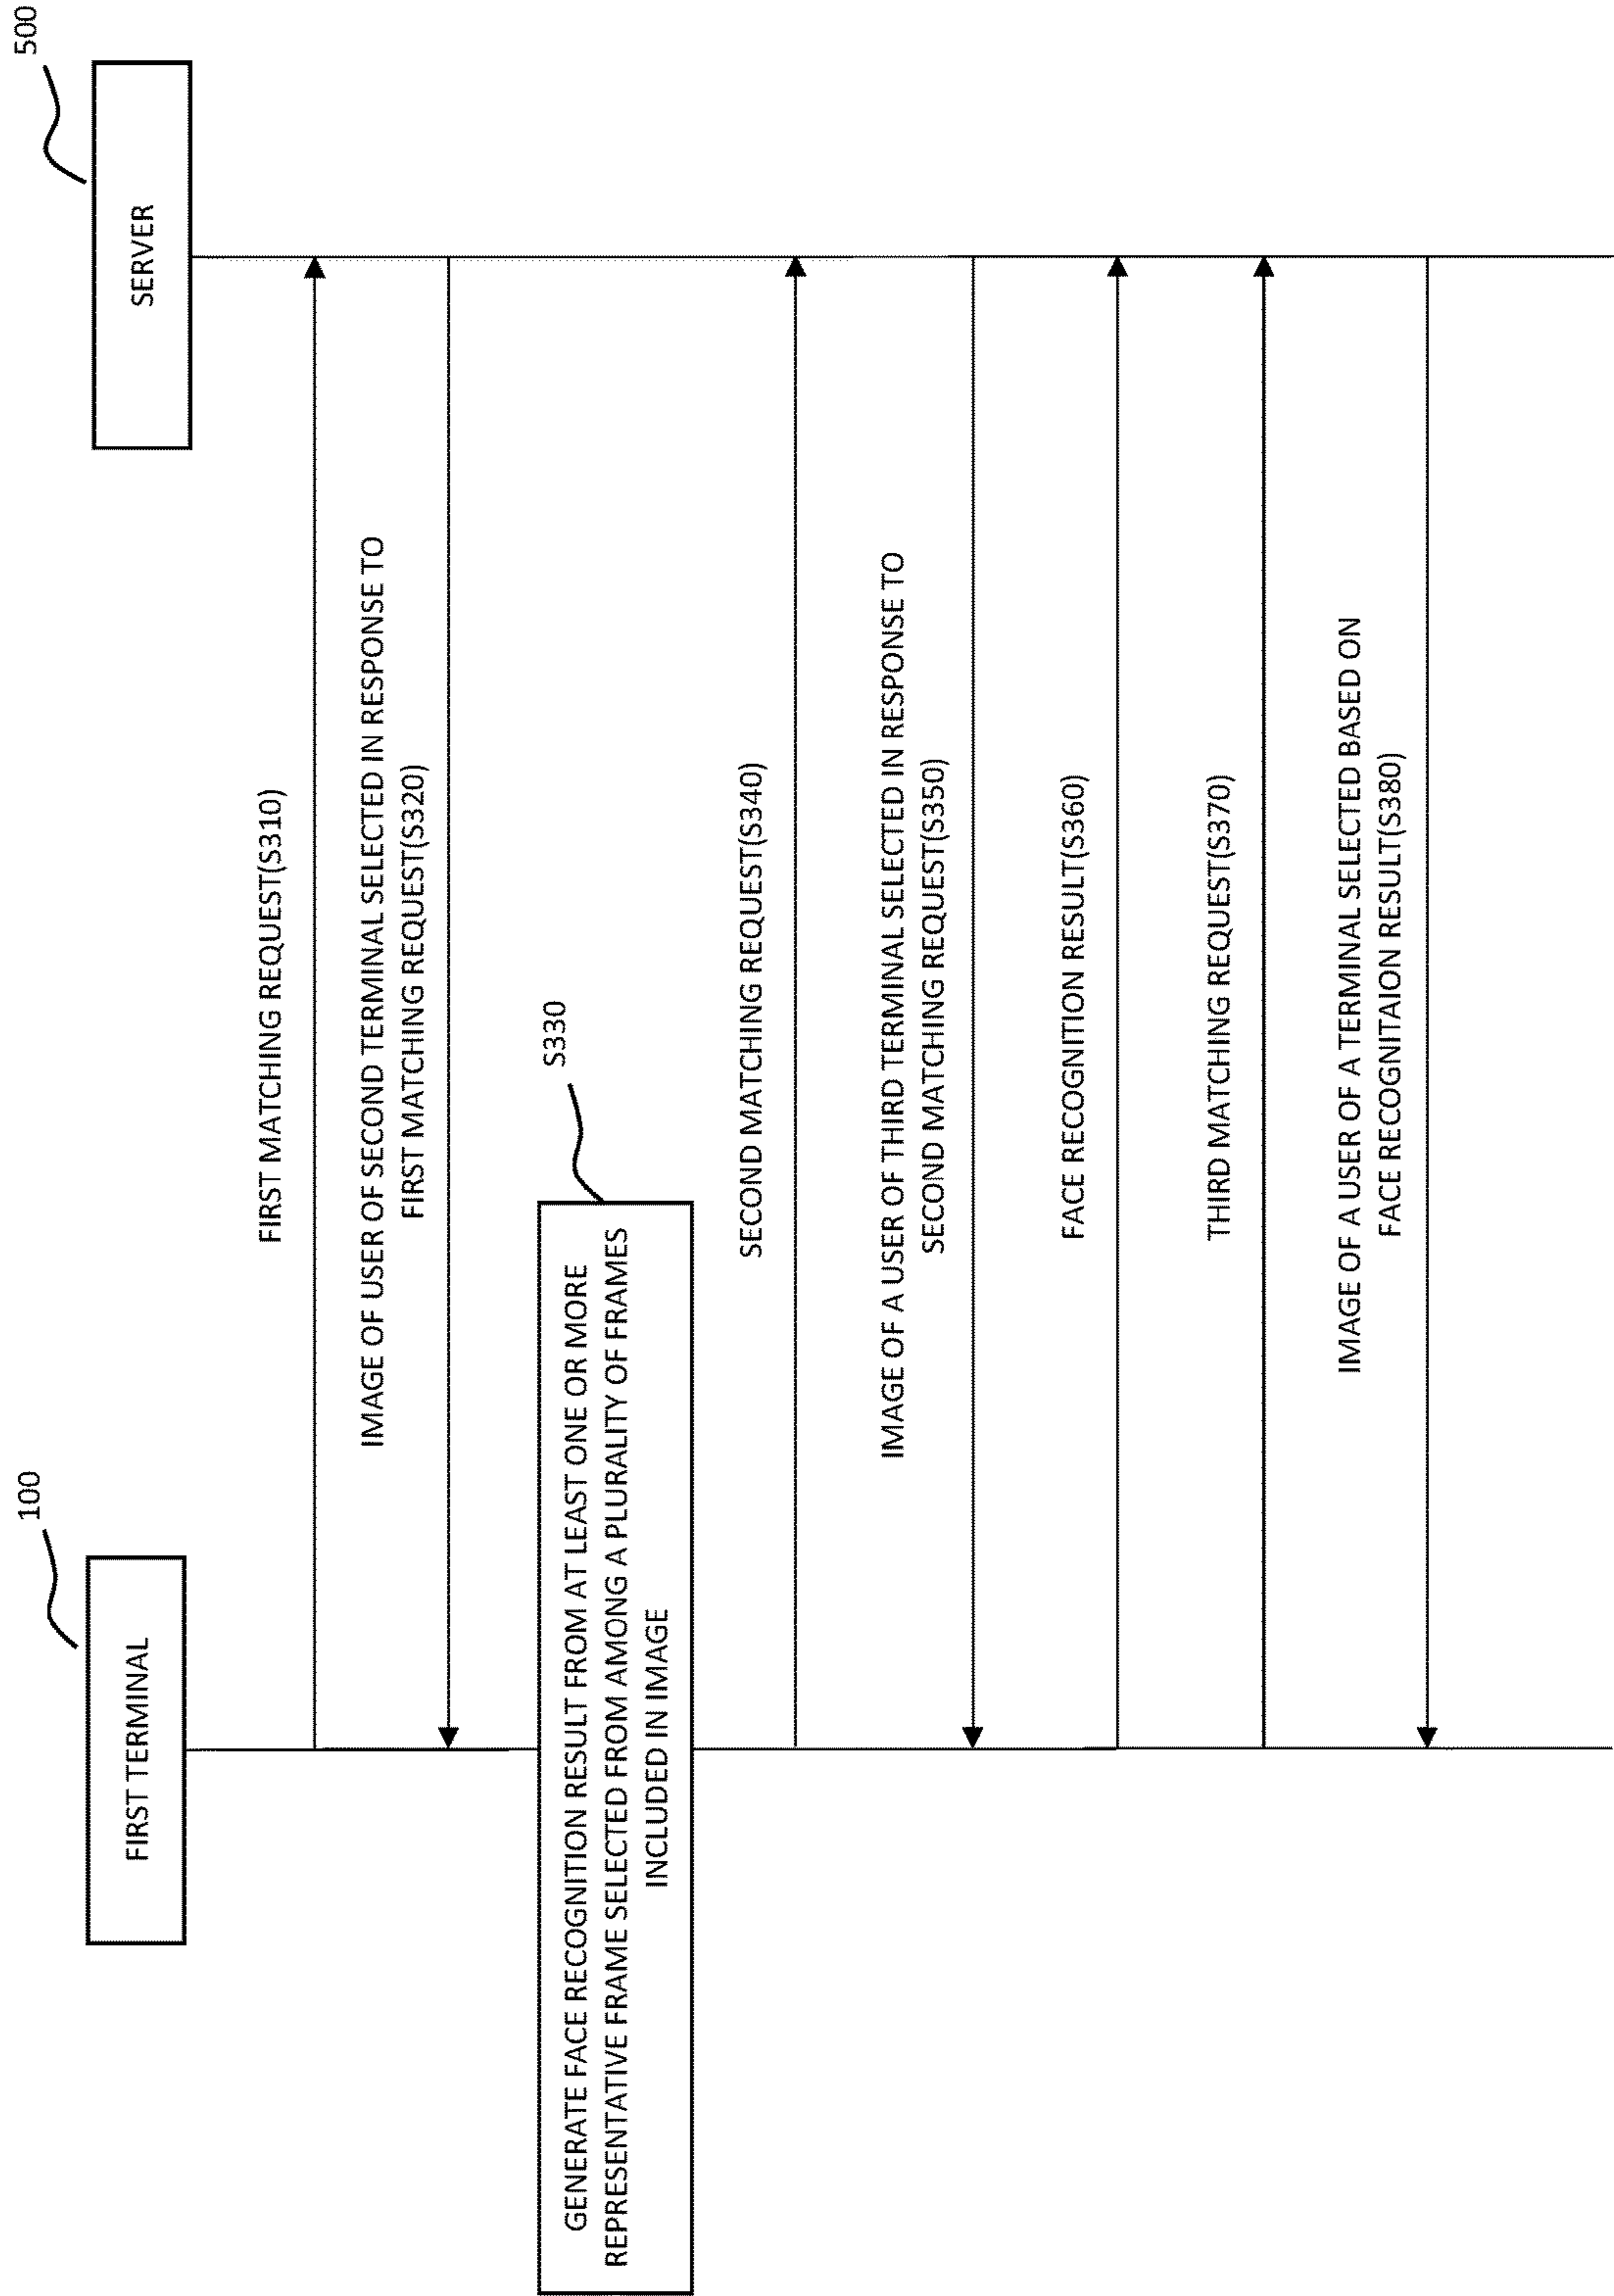 100
500
FIRST TERMINAL
SERVER
FIRST MATCHING REQUEST(S310)
IMAGE OF USER OF SECOND TERMINAL SELECTED IN RESPONSE TO
FIRST MATCHING REQUEST(S320)
S330
GENERATE FACE RECOGNITION RESULT FROM AT LEAST ONE OR MORE
REPRESENTATIVE FRAME SELECTED FROM AMONG A PLURALITY OF FRAMES
INCLUDED IN IMAGE
SECOND MATCHING REQUEST(S340)
IMAGE OF A USER OF THIRD TERMINAL SELECTED IN RESPONSE TO
SECOND MATCHING REQUEST(S350)
FACE RECOGNITION RESULT(S360)
THIRD MATCHING REQUEST(S370)
IMAGE OF A USER OF A TERMINAL SELECTED BASED ON
FACE RECOGNITAION RESULT(S380)